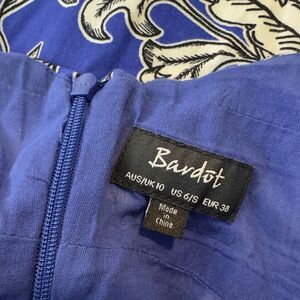 Bardot
AUS/UK 10 US 6/S EUR 38
Made
in
China